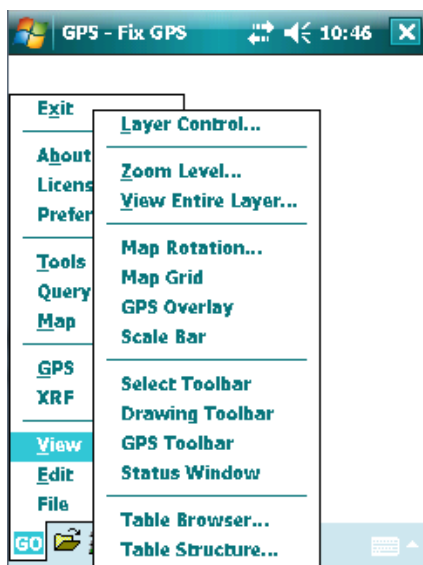 GPS - Fix GPS 10:46
Exit
About
Licens
Prefer
Tools
Query
Map
GPS
XRF
View
Edit
File
GO
Layer Control...
Zoom Level...
View Entire Layer...
Map Rotation...
Map Grid
GPS Overlay
Scale Bar
Select Toolbar
Drawing Toolbar
GPS Toolbar
Status Window
Table Browser...
Table Structure...